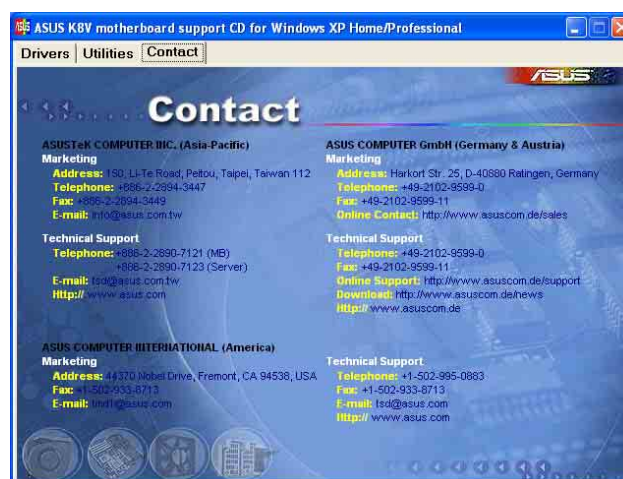 ASUS K8V motherboard support CD for Windows XP Home/Professional
Drivers Utilities Contact
ASUS
Contact
ASUSTeK COMPUTER INC. (Asia-Pacific)
Marketing
Address: 150, Li-Te Road, Peitou, Taipei, Taiwan 112
Telephone: +886-2-2894-3447
Fax: +886-2-2894-3449
E-mail: info@asus.com.tw
Technical Support
Telephone: +886-2-2890-7121 (MB)
+886-2-2890-7123 (Server)
E-mail: tsd@asus.com.tw
Http:// www.asus.com
ASUS COMPUTER GmbH (Germany & Austria)
Marketing
Address: Harkort Str. 25, D-40880 Ratingen, Germany
Telephone: +49-2102-9599-0
Fax: +49-2102-9599-11
Online Contact: http://www.asuscom.de/sales
Technical Support
Telephone: +49-2102-9599-0
Fax: +49-2102-9599-11
Online Support: http://www.asuscom.de/support
Download: http://www.asuscom.de/news
Http:// www.asuscom.de
ASUS COMPUTER INTERNATIONAL (America)
Marketing
Address: 44370 Nobel Drive, Fremont, CA 94538, USA
Fax: +1-502-933-8713
E-mail: tmd1@asus.com
Technical Support
Telephone: +1-502-995-0883
Fax: +1-502-933-8713
E-mail: tsd@asus.com
Http:// www.asus.com